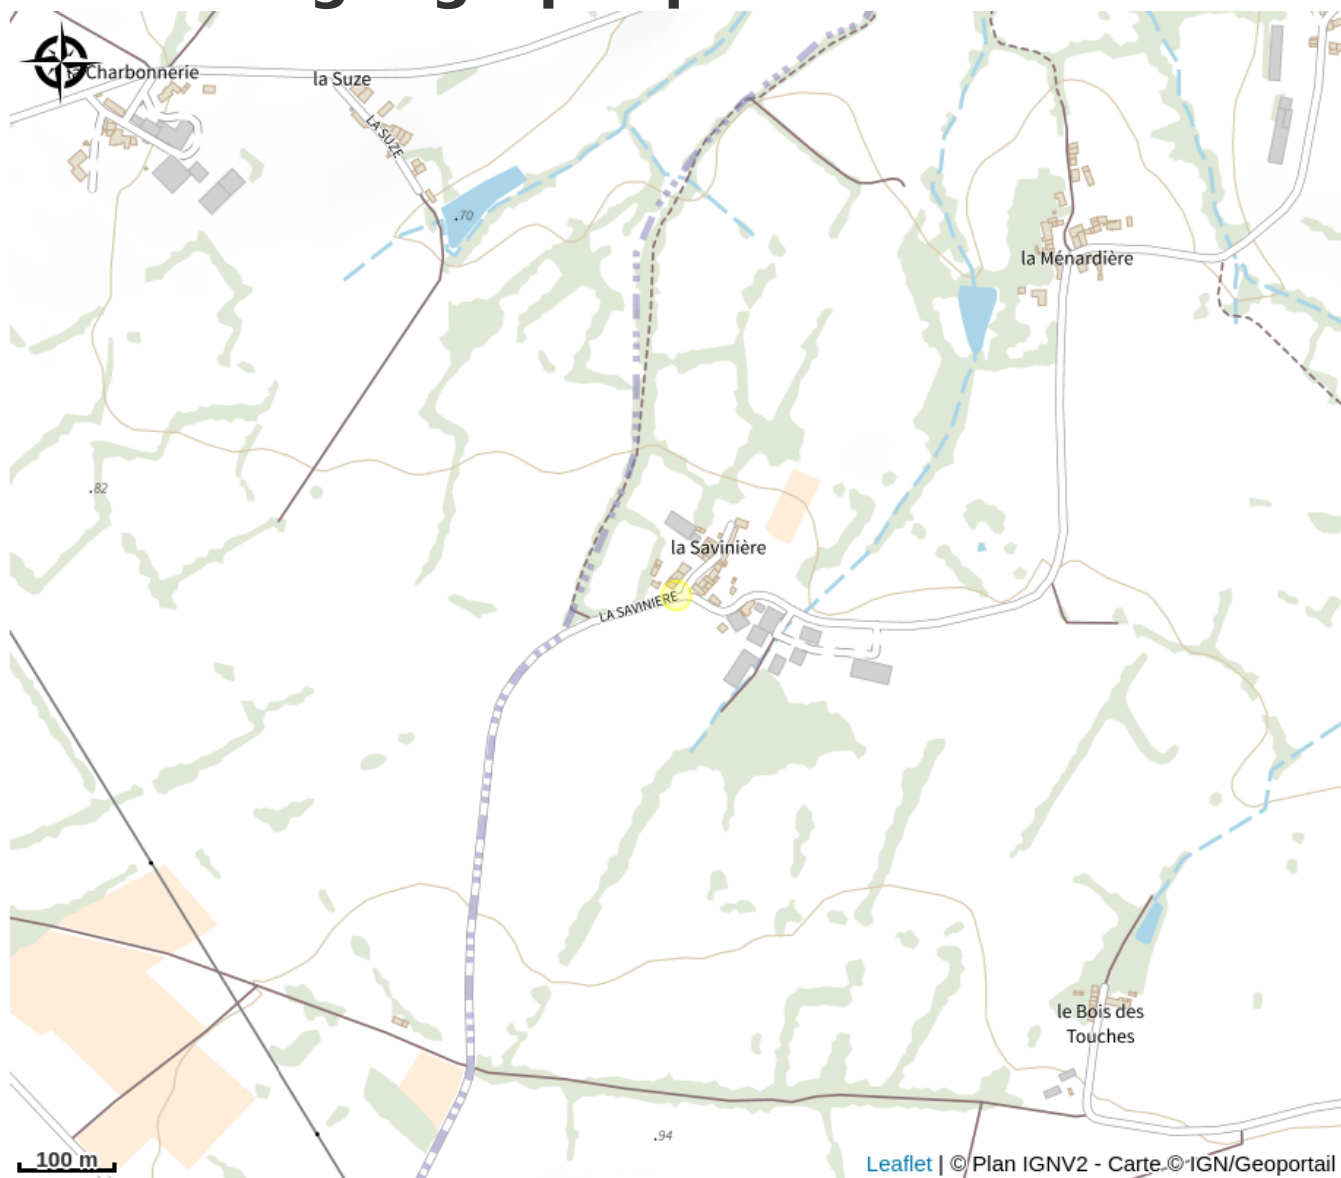 la Suze
Charbonnerie
LA SUZE
.70
la Ménardière
.82
la Savinière
LA SAVINIERE
le Bois des
Touches
.94
100 m
Leaflet | © Plan IGNV2 - Carte © IGN/Geoportail